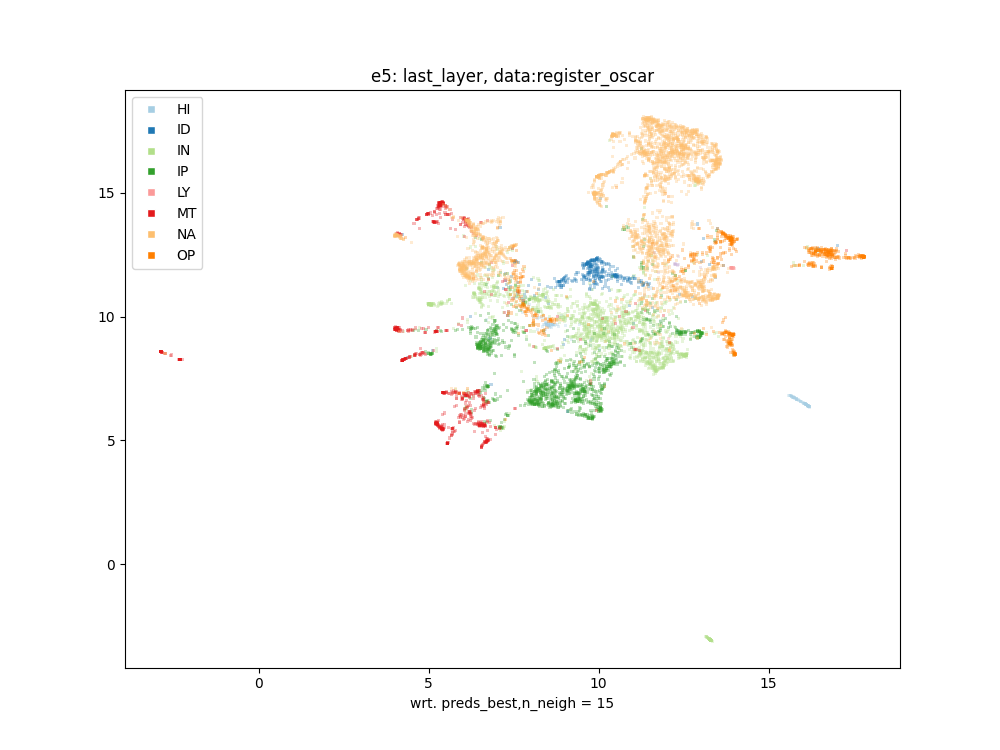 e5: last_layer, data:register_oscar
HI
ID
IN
IP
LY
MT
NA
OP
15
10
5
0
0
5
10
15
wrt. preds_best,n_neigh = 15